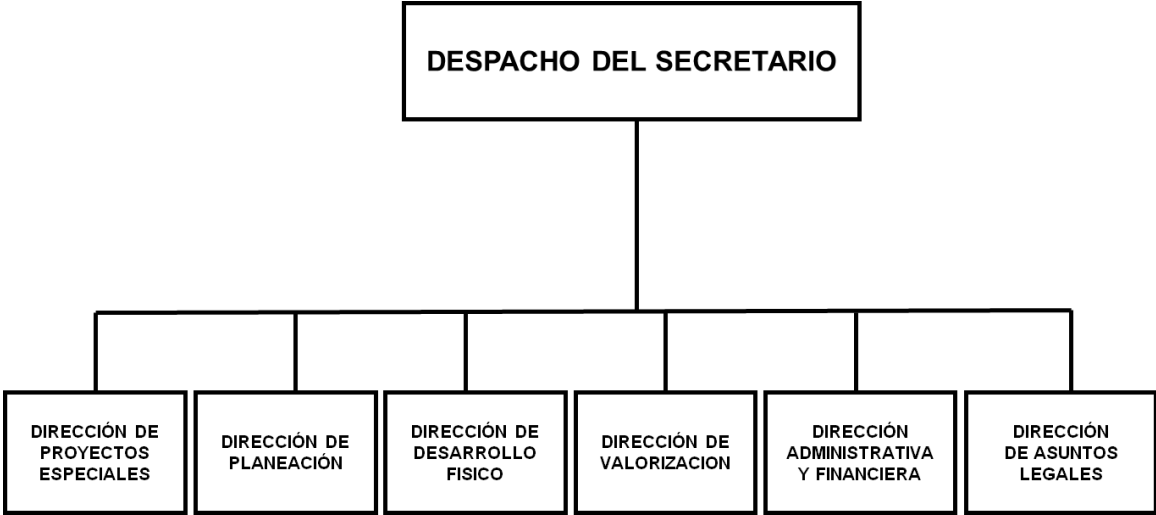 DESPACHO DEL SECRETARIO
DIRECCIÓN DE
PROYECTOS
ESPECIALES
DIRECCIÓN DE
PLANEACIÓN
DIRECCIÓN DE
DESARROLLO
FISICO
DIRECCIÓN DE
VALORIZACION
DIRECCIÓN
ADMINISTRATIVA
Y FINANCIERA
DIRECCIÓN
DE ASUNTOS
LEGALES